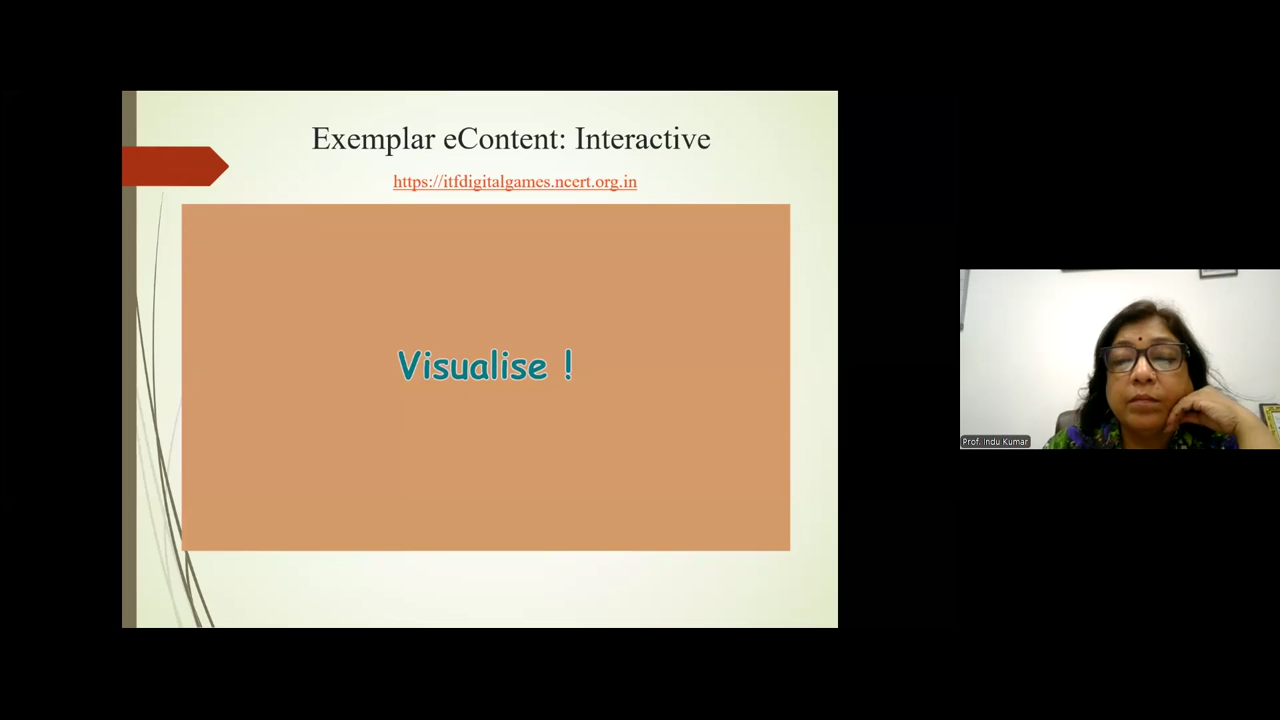 Exemplar eContent: Interactive
https://itfdigitalgames.ncert.org.in
Visualise !
Prof. Indu Kumar